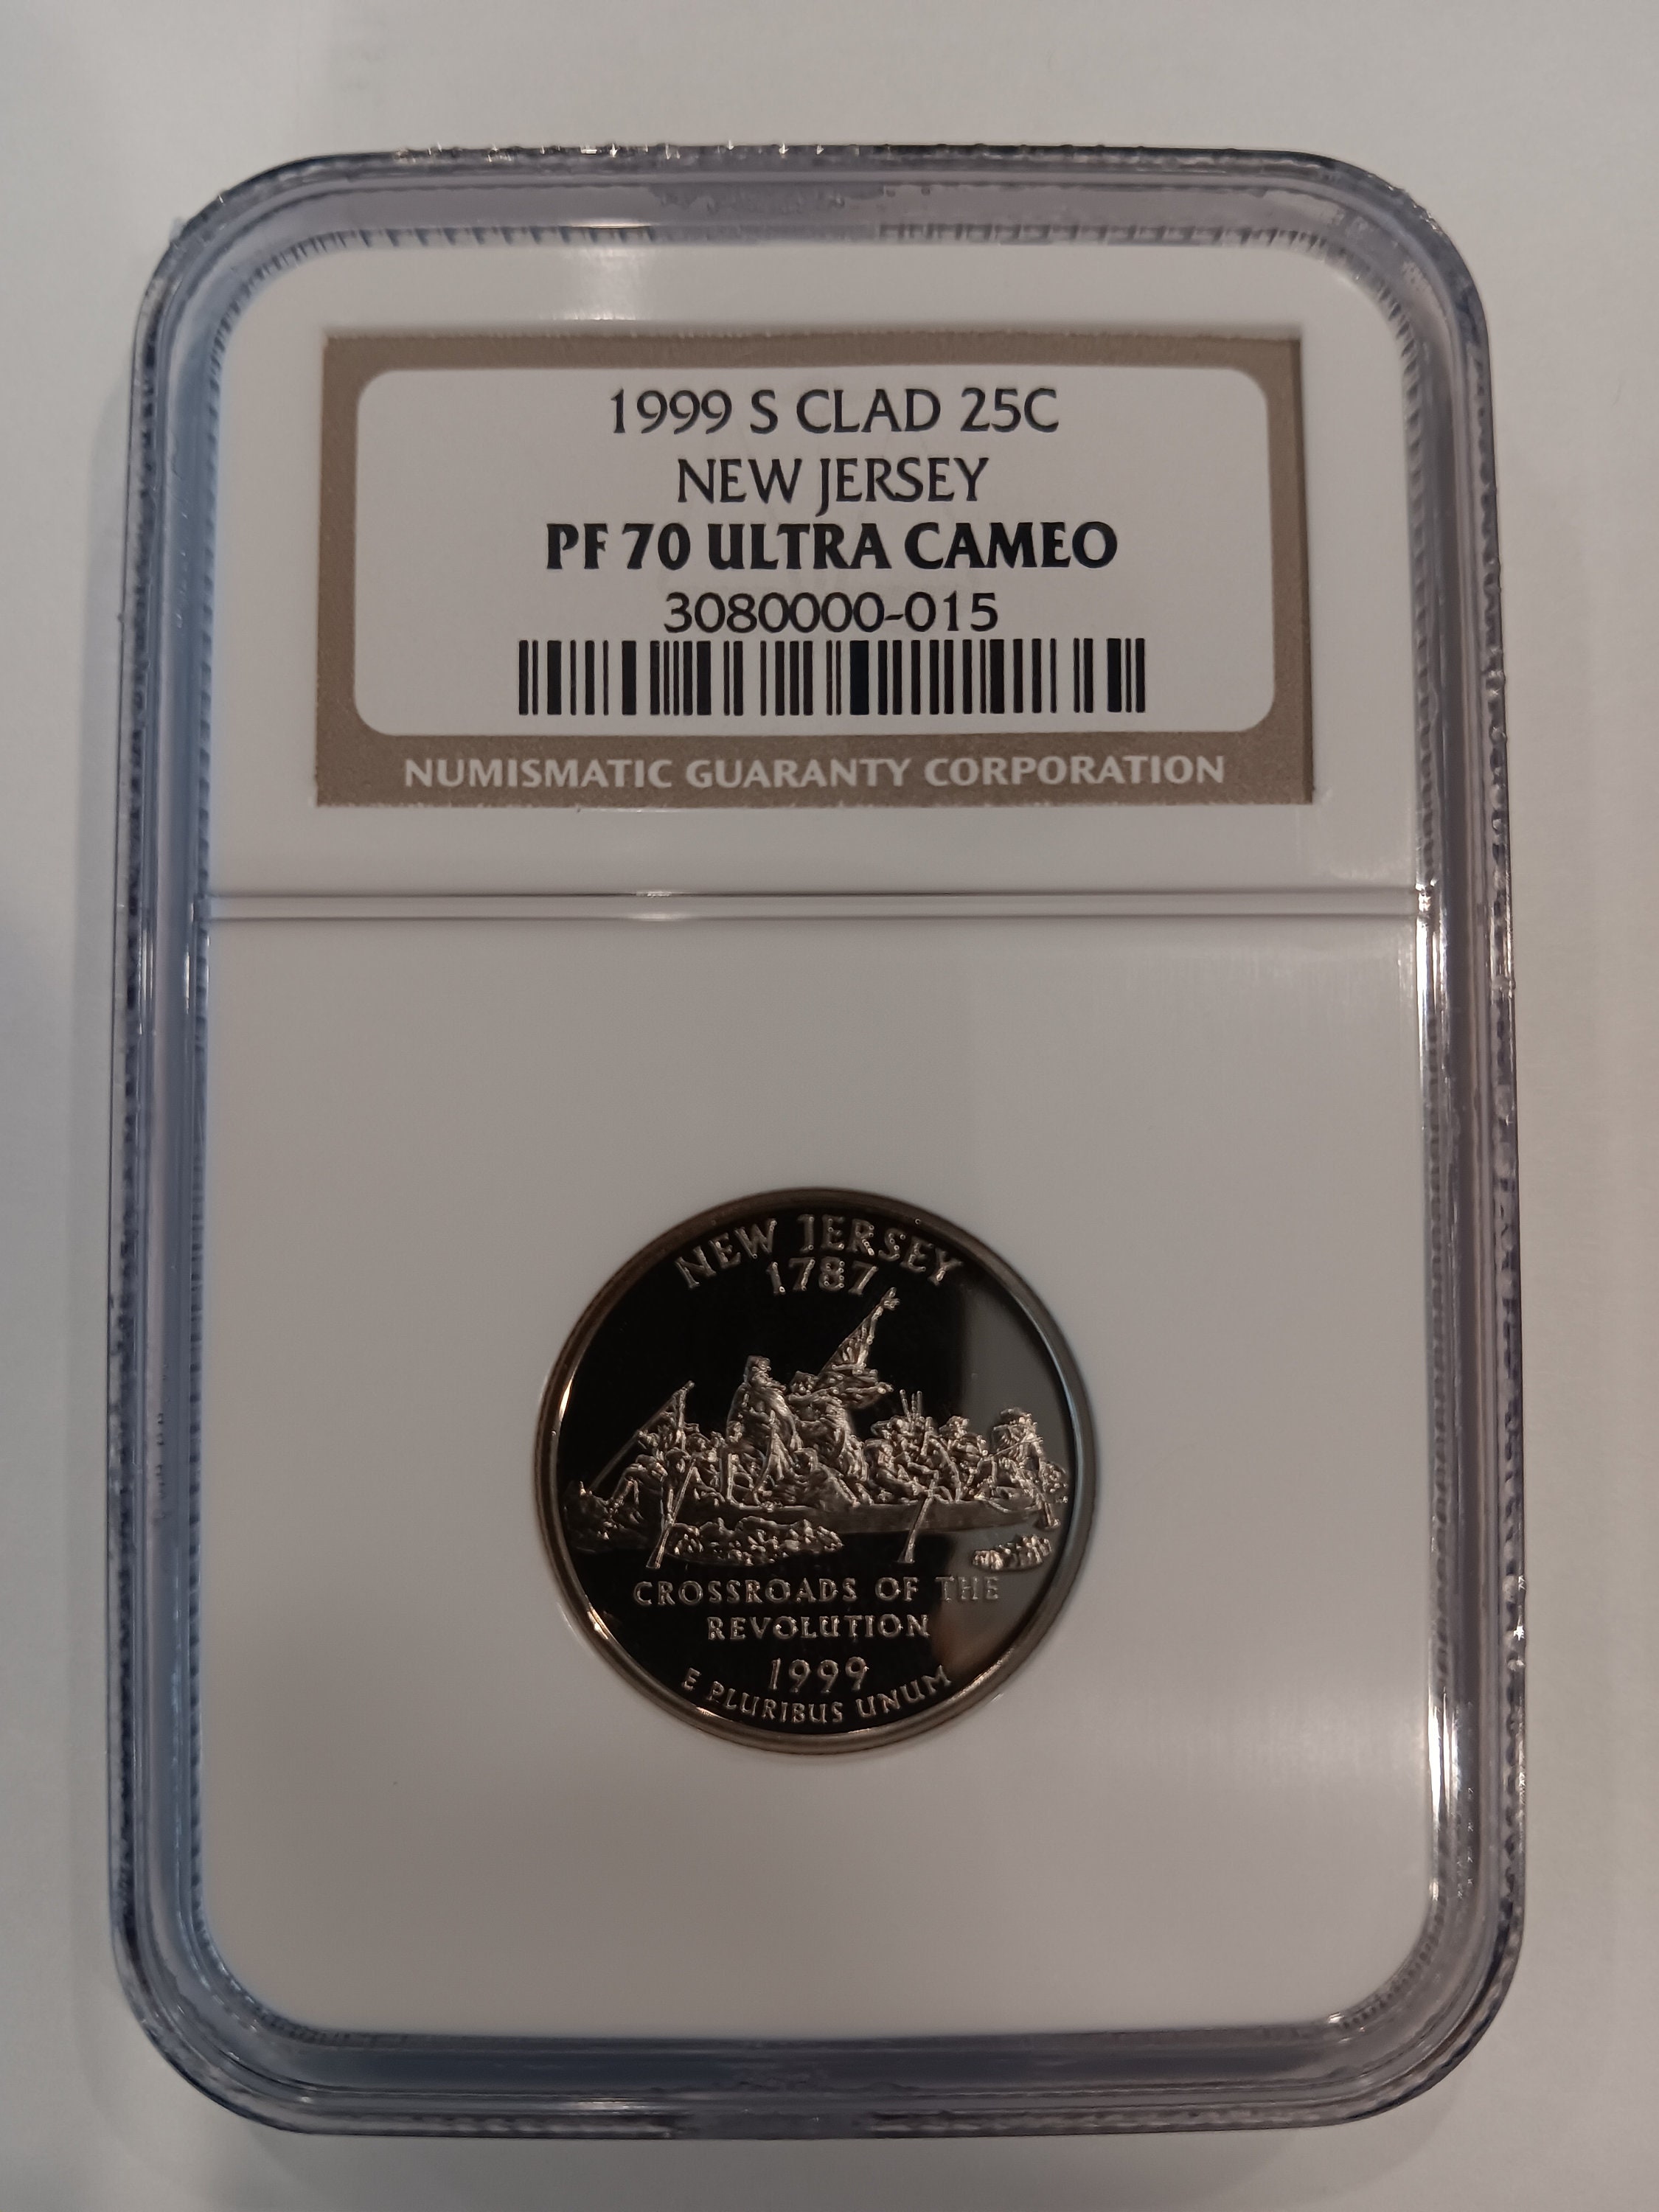 1999 S CLAD 25C
NEW JERSEY
PF 70 ULTRA CAMEO
3080000-015
NUMISMATIC GUARANTY CORPORATION
NEW JERSEY
1787
CROSSROADS OF THE
REVOLUTION
1999
E PLURIBUS UNUM